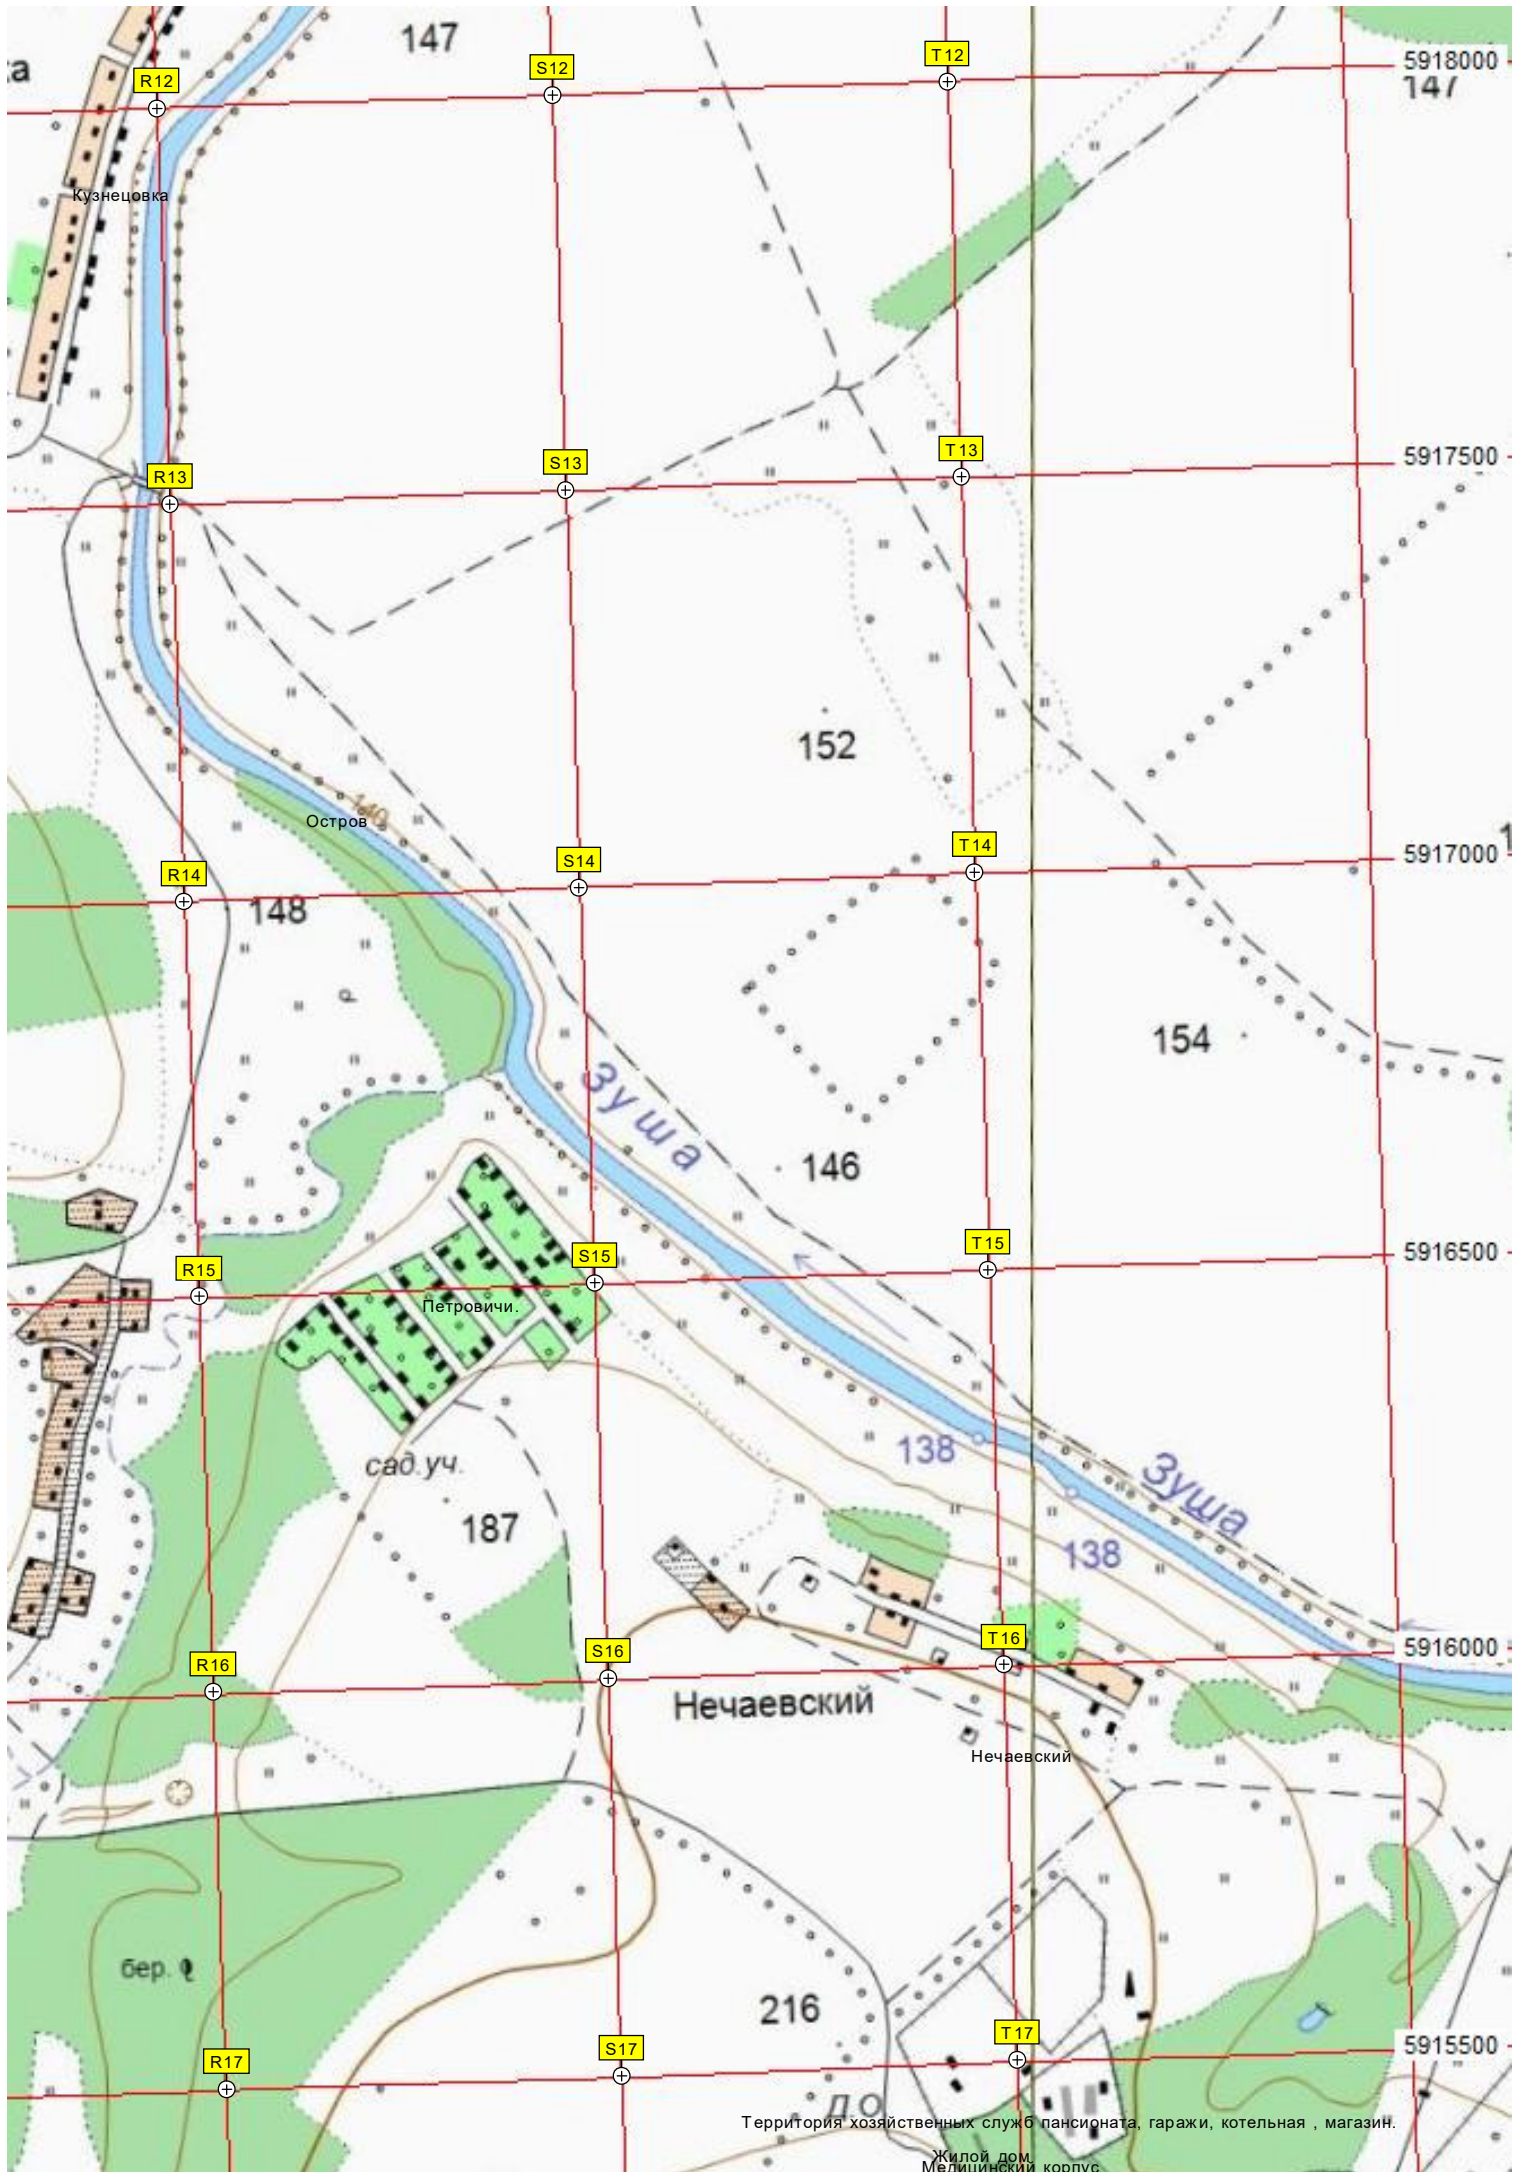 147
5918000
T12
S12
R12
147
Кузнецовка
T13
5917500
S13
R13
152
140
Остров
T14
5917000
S14
R14
148
154
Зуша
146
T15
5916500
S15
R15
Петровичи.
138
сад.уч.
Зуша
187
138
T16
5916000
S16
R16
Нечаевский
Нечаевский
бер.
216
T17
5915500
S17
R17
Д.О
Территория хозяйственных служб пансионата, гаражи, котельная , магазин.
Жилой дом
Медицинский корпус